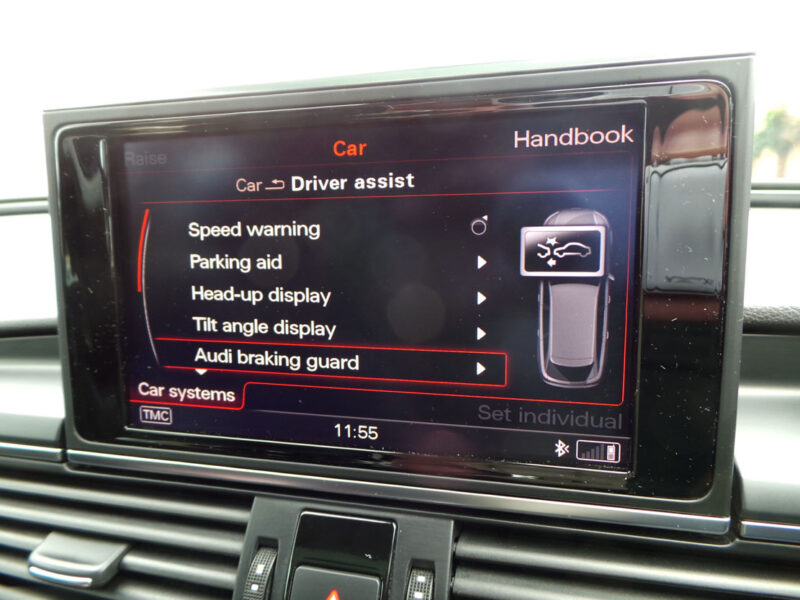 Raise
Car
Handbook
Car Driver assist
Speed warning
Parking aid
Head-up display
Tilt angle display
Audi braking guard
Car systems
Set individual
TMC
11:55